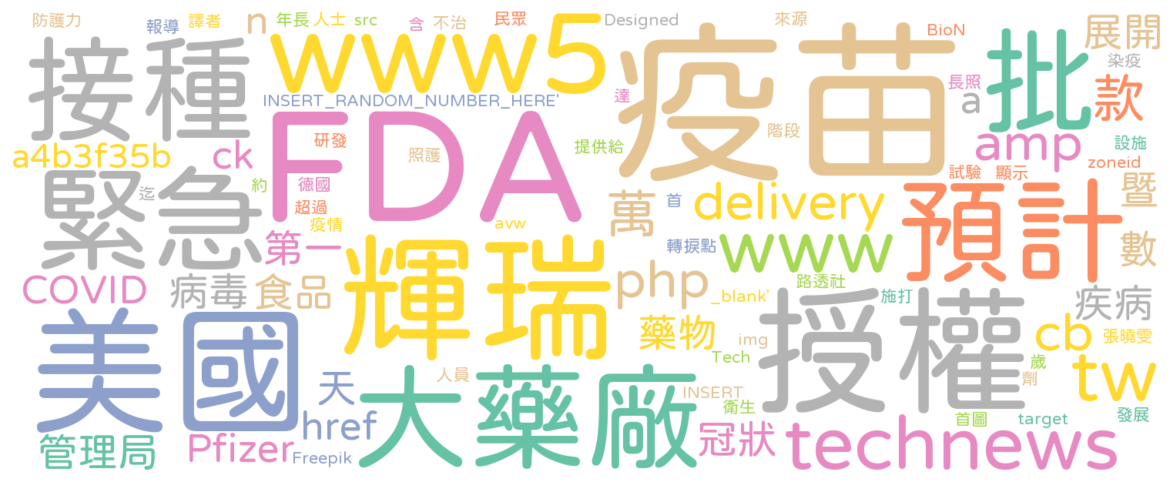 防護力 報導 譯者 n 年長 人士 src 含 不治 民眾 Designed 來源 BioN 展開
接種 www5 疫苗 批 染疫
INSERT_RANDOM_NUMBER_HERE' 達 長照 a 款
a4b3f35b ck FDA 研發 照護 提供給 階段 amp 設施
緊急 迄 約 德國 超過 疫情 avw 萬 首 delivery 試驗 顯示 zoneid 暨
第一 輝瑞 轉捩點 www 預計 數
COVID 病毒 食品 php _blank' 路透社 施打 授權 疾病
美國 藥物 img Tech cb 張曉雯
天 大藥廠 人員 INSERT 歲 劑 tw
href 衛生 首圖 target 發展
管理局 Pfizer Freepik 冠狀 technews